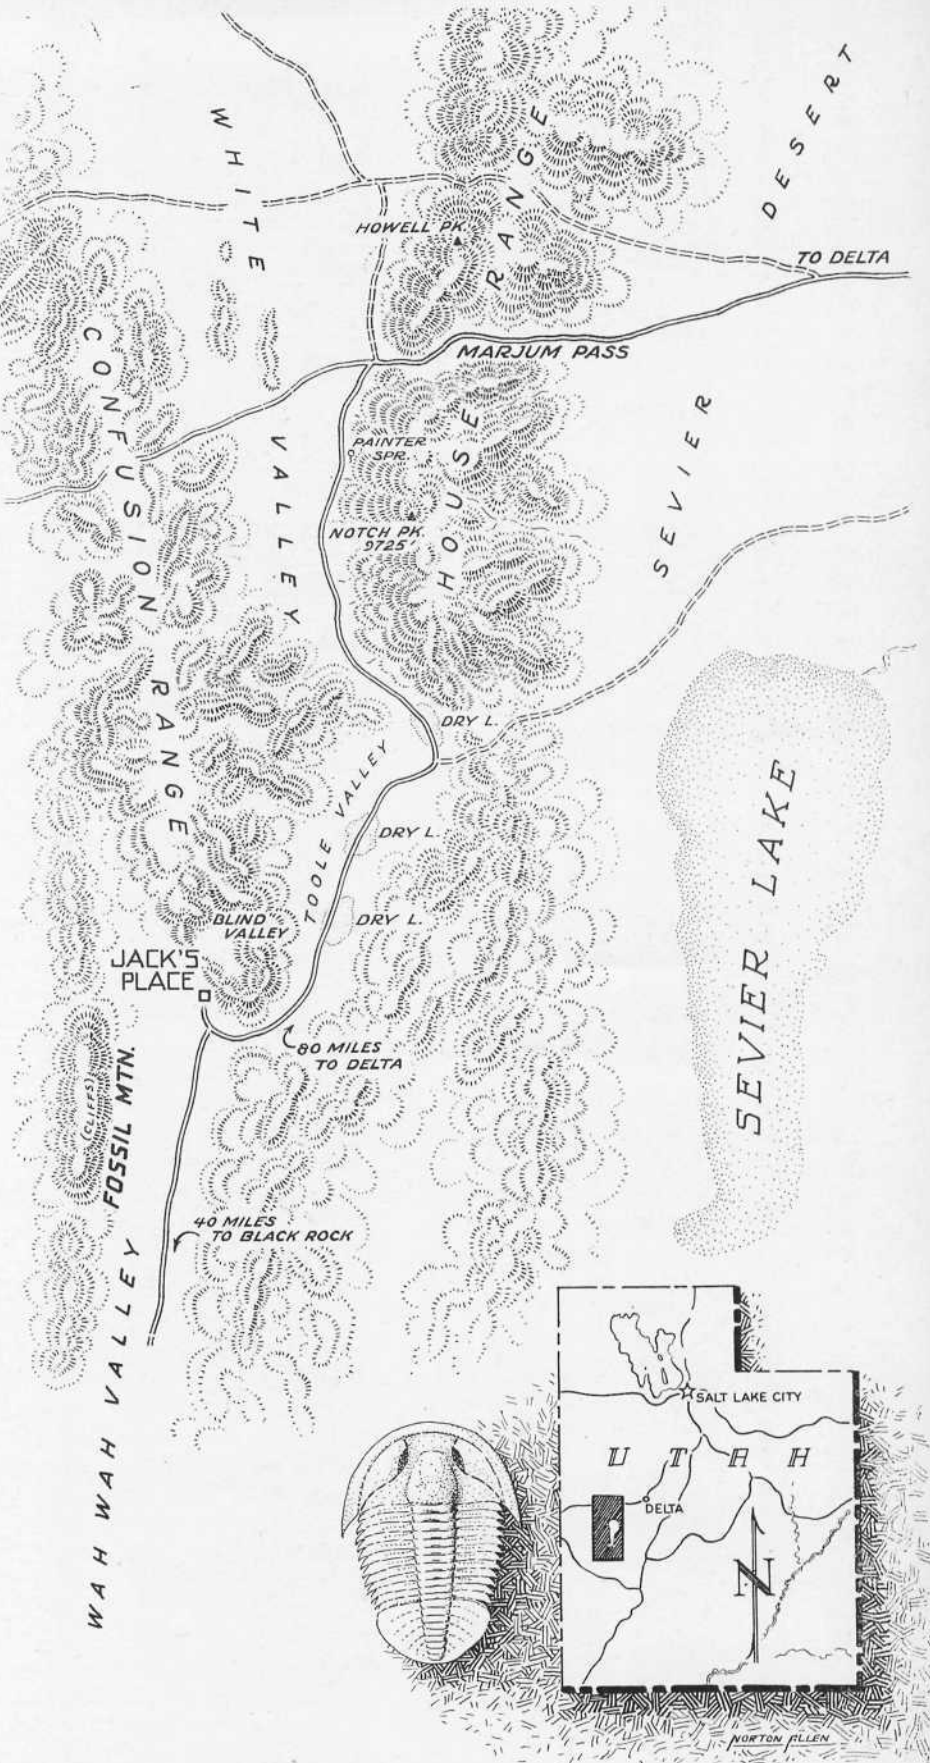 WHITE
VALLEY
HOUSE
RANGE
SEVIER
DESERT
HOWELL PK.
TO DELTA
MARJUM PASS
CONFUSION
RANGE
PAINTER
SPR.
NOTCH PK.
9725'
DRY L.
TOOLE VALLEY
DRY L.
DRY L.
BLIND
VALLEY
JACK'S
PLACE
SEVIER LAKE
80 MILES
TO DELTA
FOSSIL MTN.
(CLIFFS)
40 MILES
TO BLACK ROCK
WAH WAH VALLEY
SALT LAKE CITY
UTAH
DELTA
N
NORTON ALLEN